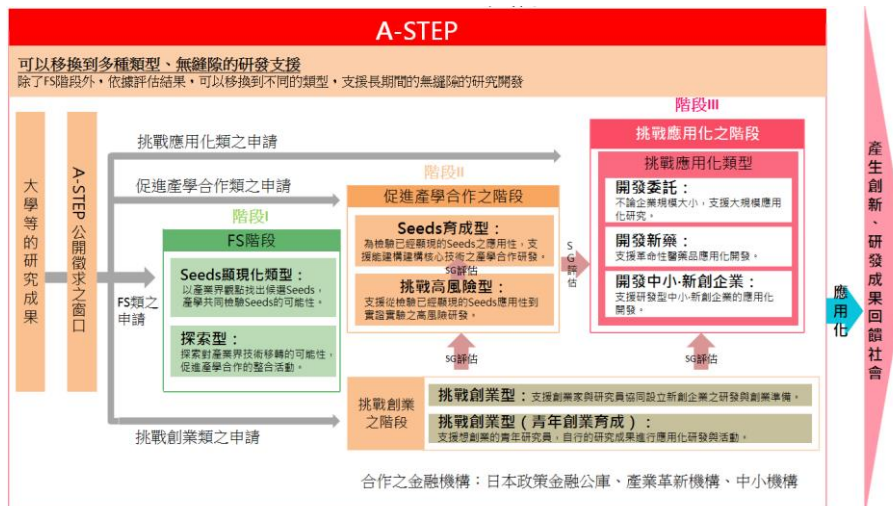 A-STEP
可以移換到多種類型、無縫隙的研發支援
除了FS階段外，依據評估結果，可以移換到不同的類型，支援長期間的無縫隙的研究開發
大學等的研究成果
A-STEP公開徵求之窗口
挑戰應用化類之申請
促進產學合作類之申請
FS類之
申請
挑戰創業類之申請
階段I
FS階段
Seeds顯現化類型：
以產業界觀點找出候選Seeds，
產學共同檢驗Seeds的可能性。
探索型：
探索對產業界技術移轉的可能性，
促進產學合作的整合活動。
階段II
促進產學合作之階段
Seeds育成型：
為檢驗已經顯現的Seeds之應用性，支
援能建構建構核心技術之產學合作研發。
SG評估
挑戰高風險型：
支援從檢驗已經顯現的Seeds應用性到
實證實驗之高風險研發。
SG評估
SG評估
階段III
挑戰應用化之階段
挑戰應用化類型
開發委託：
不論企業規模大小，支援大規模應用
化研究。
開發新藥：
支援革命性醫藥品應用化開發。
開發中小‧新創企業：
支援研發型中小‧新創企業的應用化
開發。
SG評估
挑戰創業
之階段
挑戰創業型：支援創業家與研究員協同設立新創企業之研發與創業準備。
挑戰創業型（青年創業育成）：
支援想創業的青年研究員，自行的研究成果進行應用化研發與活動。
合作之金融機構：日本政策金融公庫、產業革新機構、中小機構
應用化
產生創新、研發成果回饋社會